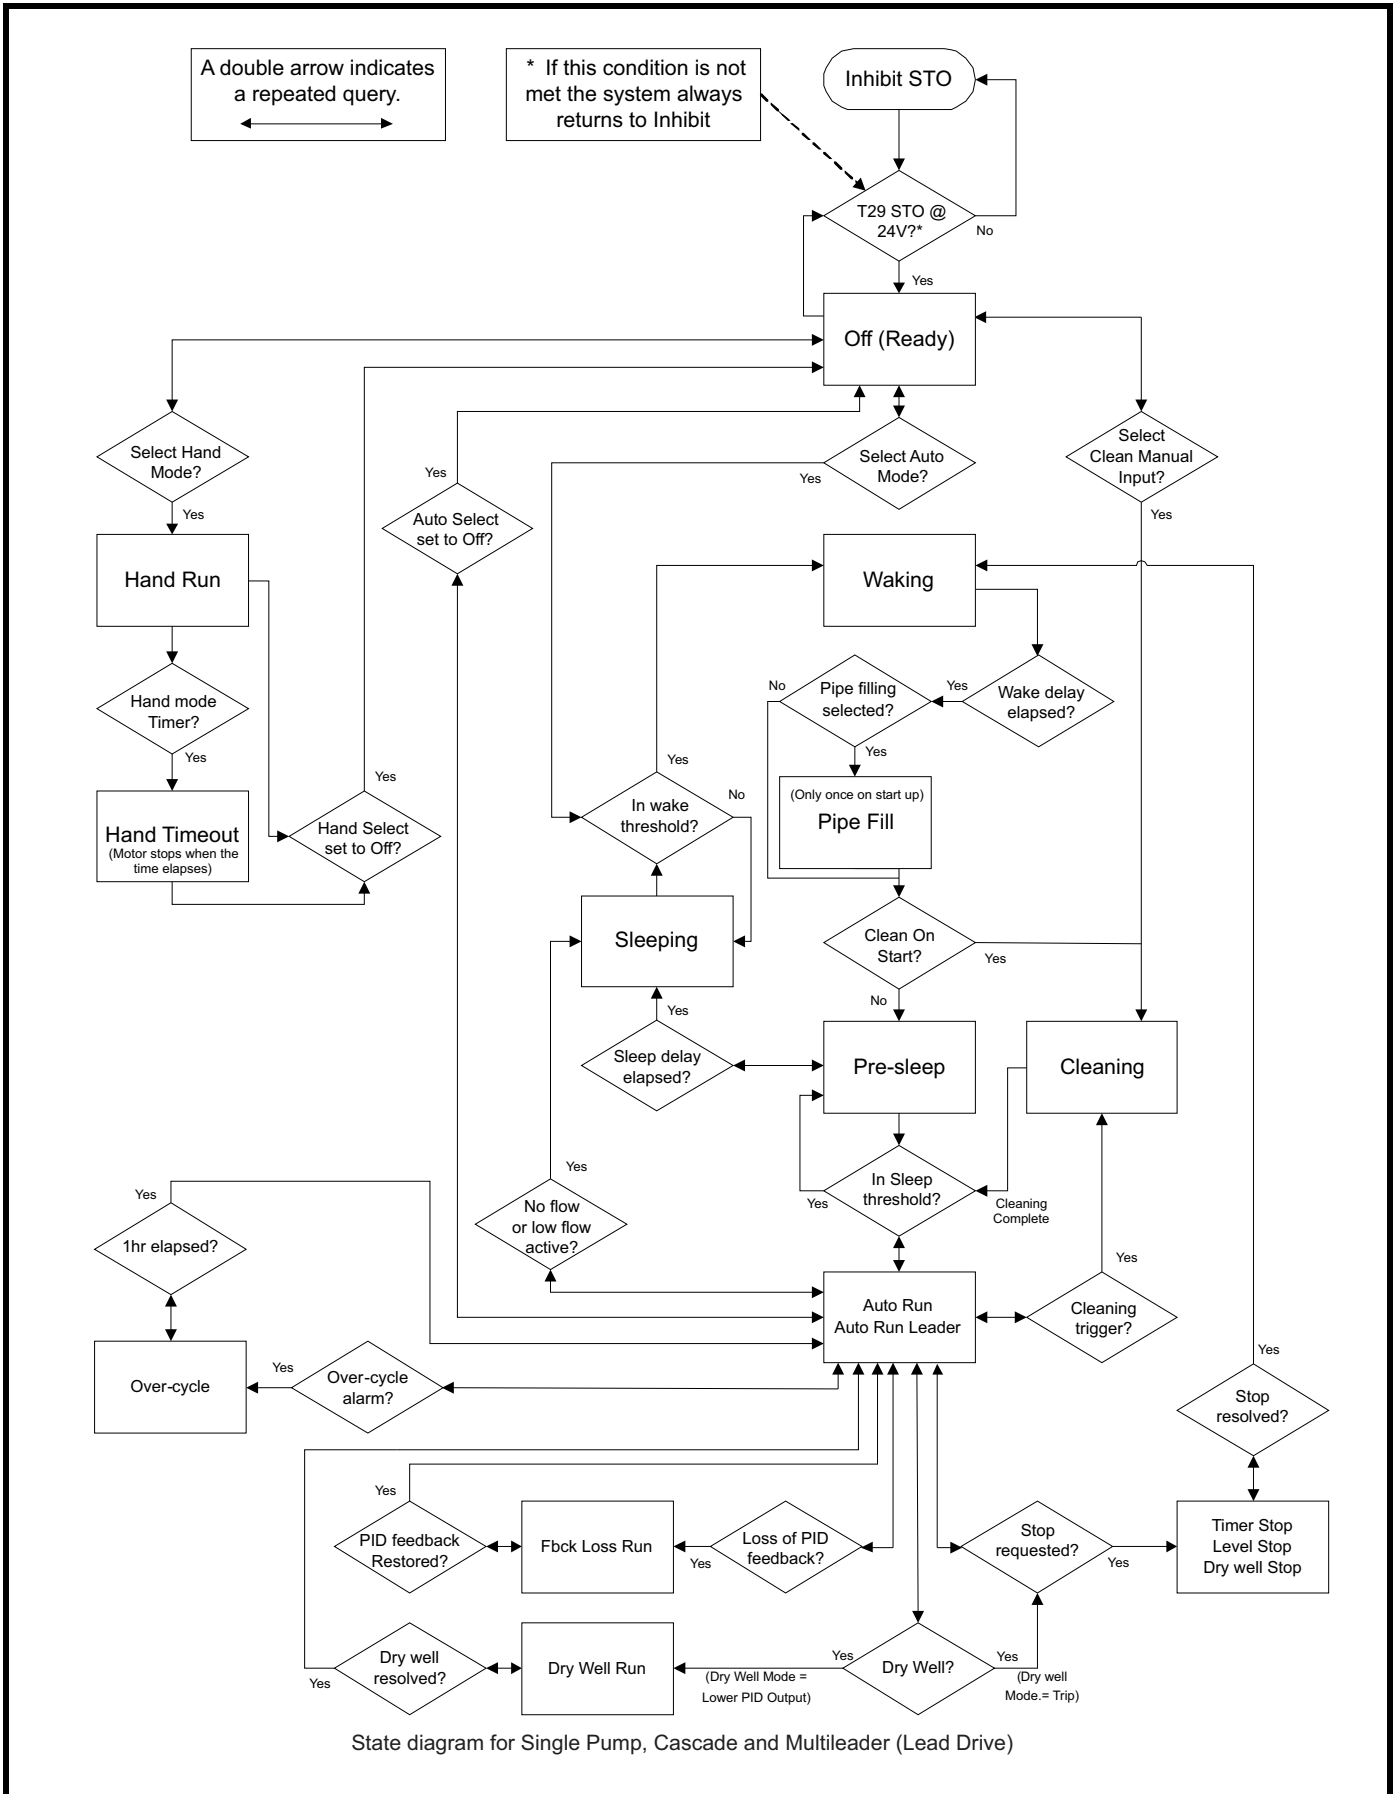 A double arrow indicates
a repeated query.
* If this condition is not
met the system always
returns to Inhibit
Inhibit STO
T29 STO @
24V?*
No
Yes
Off (Ready)
Select Hand
Mode?
Yes
Hand Run
Hand mode
Timer?
Yes
Hand Timeout
(Motor stops when the
time elapses)
Hand Select
set to Off?
Yes
Auto Select
set to Off?
Yes
Select Auto
Mode?
Yes
Select
Clean Manual
Input?
Yes
Waking
Wake delay
elapsed?
Yes
Pipe filling
selected?
No
Yes
(Only once on start up)
Pipe Fill
In wake
threshold?
Yes
No
Sleeping
Clean On
Start?
Yes
No
Sleep delay
elapsed?
Yes
Pre-sleep
Cleaning
In Sleep
threshold?
Yes
Cleaning
Complete
No flow
or low flow
active?
Yes
Yes
1hr elapsed?
Auto Run
Auto Run Leader
Cleaning
trigger?
Yes
Over-cycle
Yes
Over-cycle
alarm?
Yes
Stop
resolved?
Yes
PID feedback
Restored?
Fbck Loss Run
Yes
Loss of PID
feedback?
Stop
requested?
Yes
Timer Stop
Level Stop
Dry well Stop
Dry well
resolved?
Yes
Dry Well Run
Yes
(Dry Well Mode =
Lower PID Output)
Dry Well?
Yes
(Dry well
Mode.= Trip)
State diagram for Single Pump, Cascade and Multileader (Lead Drive)